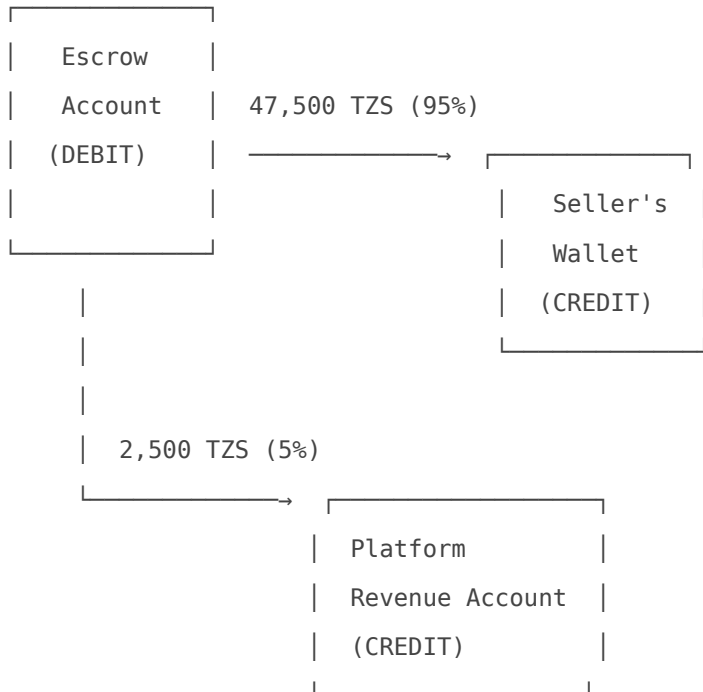 Escrow
Account 47,500 TZS (95%)
(DEBIT)
Seller's
Wallet
(CREDIT)
2,500 TZS (5%)
Platform
Revenue Account
(CREDIT)